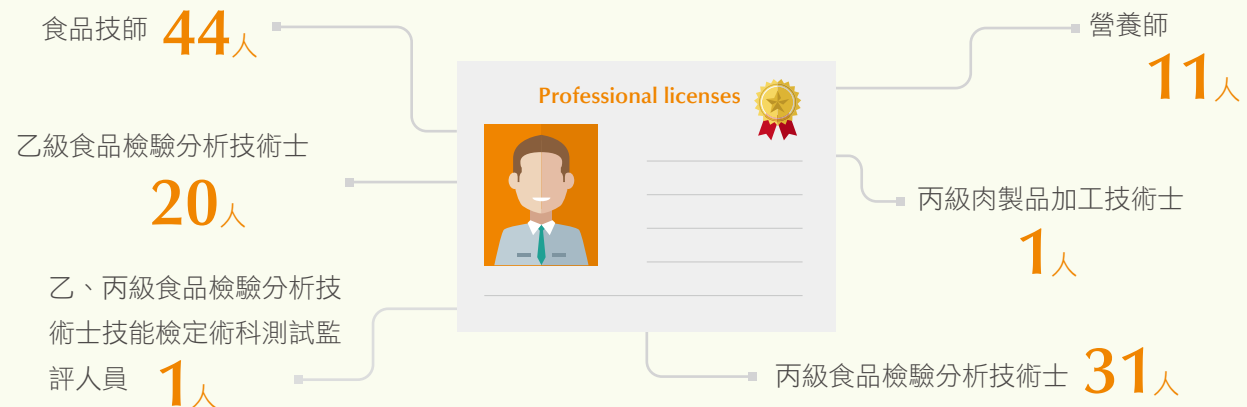 食品技師 44人
乙級食品檢驗分析技術士
20人
乙、丙級食品檢驗分析技
術士技能檢定術科測試監
評人員 1人
Professional licenses
營養師
11人
丙級肉製品加工技術士
1人
丙級食品檢驗分析技術士 31人